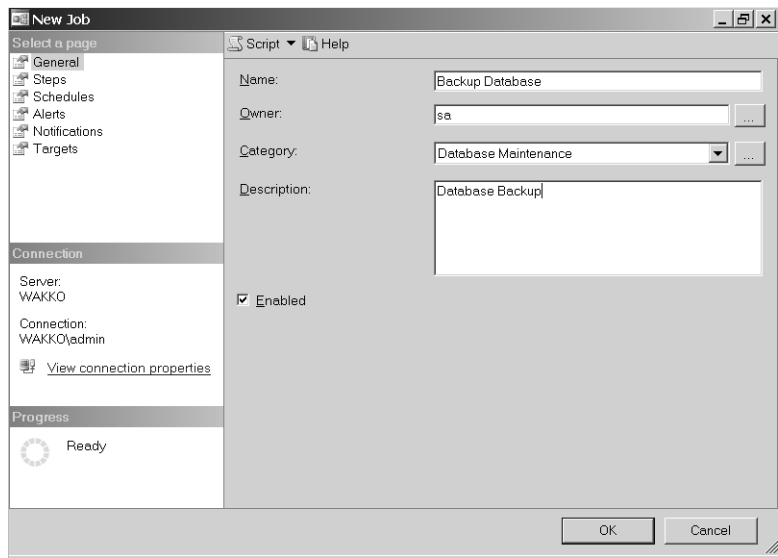 New Job
Select a page
General
Steps
Schedules
Alerts
Notifications
Targets
Connection
Server:
WAKKO
Connection:
WAKKO\admin
View connection properties
Progress
Ready
Script
Help
Name:
Backup Database
Owner:
sa
...
Category:
Database Maintenance
...
Description:
Database Backup
Enabled
OK
Cancel